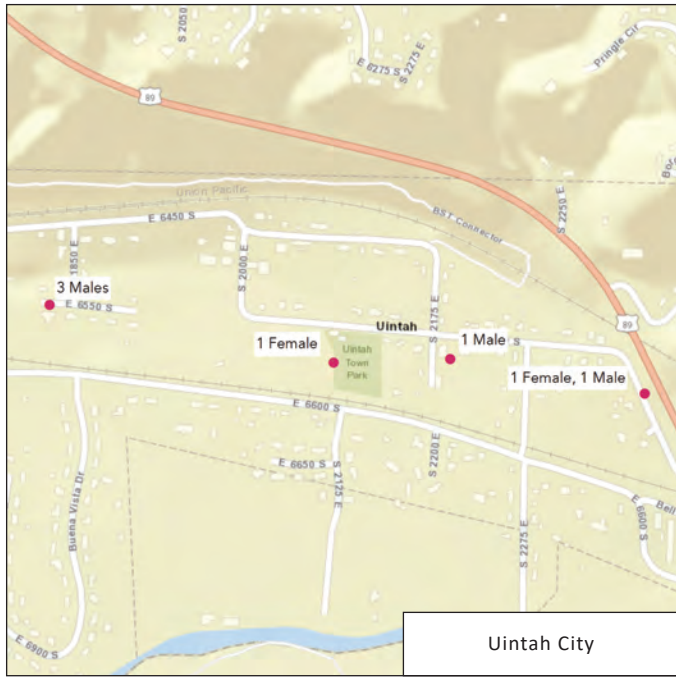 S 2050
E 6275 S
S 2275 E
Pringle Cir
89
Union Pacific
BST Connector
S 2250 E
E 6450 S
1850 E
S 2000 E
3 Males
E 6550 S
S 2175 E
Uintah
89
1 Female
1 Male
S
Uintah
Town
Park
1 Female, 1 Male
E 6600 S
E 6650 S
S 2125 E
S 2200 E
Buena Vista Dr
S 2275 E
E 6600 S
Bell
E 6900 S
Uintah City